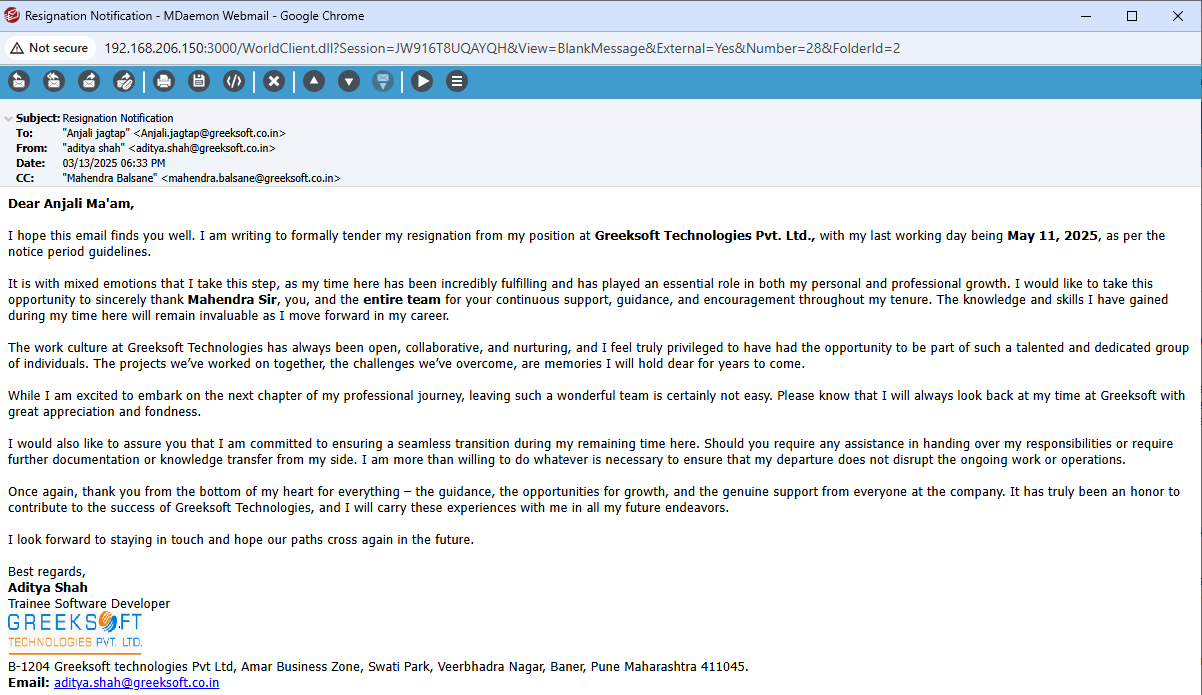 Resignation Notification - MDaemon Webmail - Google Chrome
Not secure 192.168.206.150:3000/WorldClient.dll?Session=JW916T8UQAYQH&View=BlankMessage&External=Yes&Number=28&FolderId=2
Subject: Resignation Notification
To: "Anjali jagtap" <Anjali.jagtap@greeksoft.co.in>
From: "aditya shah" <aditya.shah@greeksoft.co.in>
Date: 03/13/2025 06:33 PM
CC: "Mahendra Balsane" <mahendra.balsane@greeksoft.co.in>
Dear Anjali Ma'am,
I hope this email finds you well. I am writing to formally tender my resignation from my position at Greeksoft Technologies Pvt. Ltd., with my last working day being May 11, 2025, as per the
notice period guidelines.
It is with mixed emotions that I take this step, as my time here has been incredibly fulfilling and has played an essential role in both my personal and professional growth. I would like to take this
opportunity to sincerely thank Mahendra Sir, you, and the entire team for your continuous support, guidance, and encouragement throughout my tenure. The knowledge and skills I have gained
during my time here will remain invaluable as I move forward in my career.
The work culture at Greeksoft Technologies has always been open, collaborative, and nurturing, and I feel truly privileged to have had the opportunity to be part of such a talented and dedicated group
of individuals. The projects we’ve worked on together, the challenges we’ve overcome, are memories I will hold dear for years to come.
While I am excited to embark on the next chapter of my professional journey, leaving such a wonderful team is certainly not easy. Please know that I will always look back at my time at Greeksoft with
great appreciation and fondness.
I would also like to assure you that I am committed to ensuring a seamless transition during my remaining time here. Should you require any assistance in handing over my responsibilities or require
further documentation or knowledge transfer from my side. I am more than willing to do whatever is necessary to ensure that my departure does not disrupt the ongoing work or operations.
Once again, thank you from the bottom of my heart for everything – the guidance, the opportunities for growth, and the genuine support from everyone at the company. It has truly been an honor to
contribute to the success of Greeksoft Technologies, and I will carry these experiences with me in all my future endeavors.
I look forward to staying in touch and hope our paths cross again in the future.
Best regards,
Aditya Shah
Trainee Software Developer
GREEKSOFT
TECHNOLOGIES PVT. LTD.
B-1204 Greeksoft technologies Pvt Ltd, Amar Business Zone, Swati Park, Veerbhadra Nagar, Baner, Pune Maharashtra 411045.
Email: aditya.shah@greeksoft.co.in